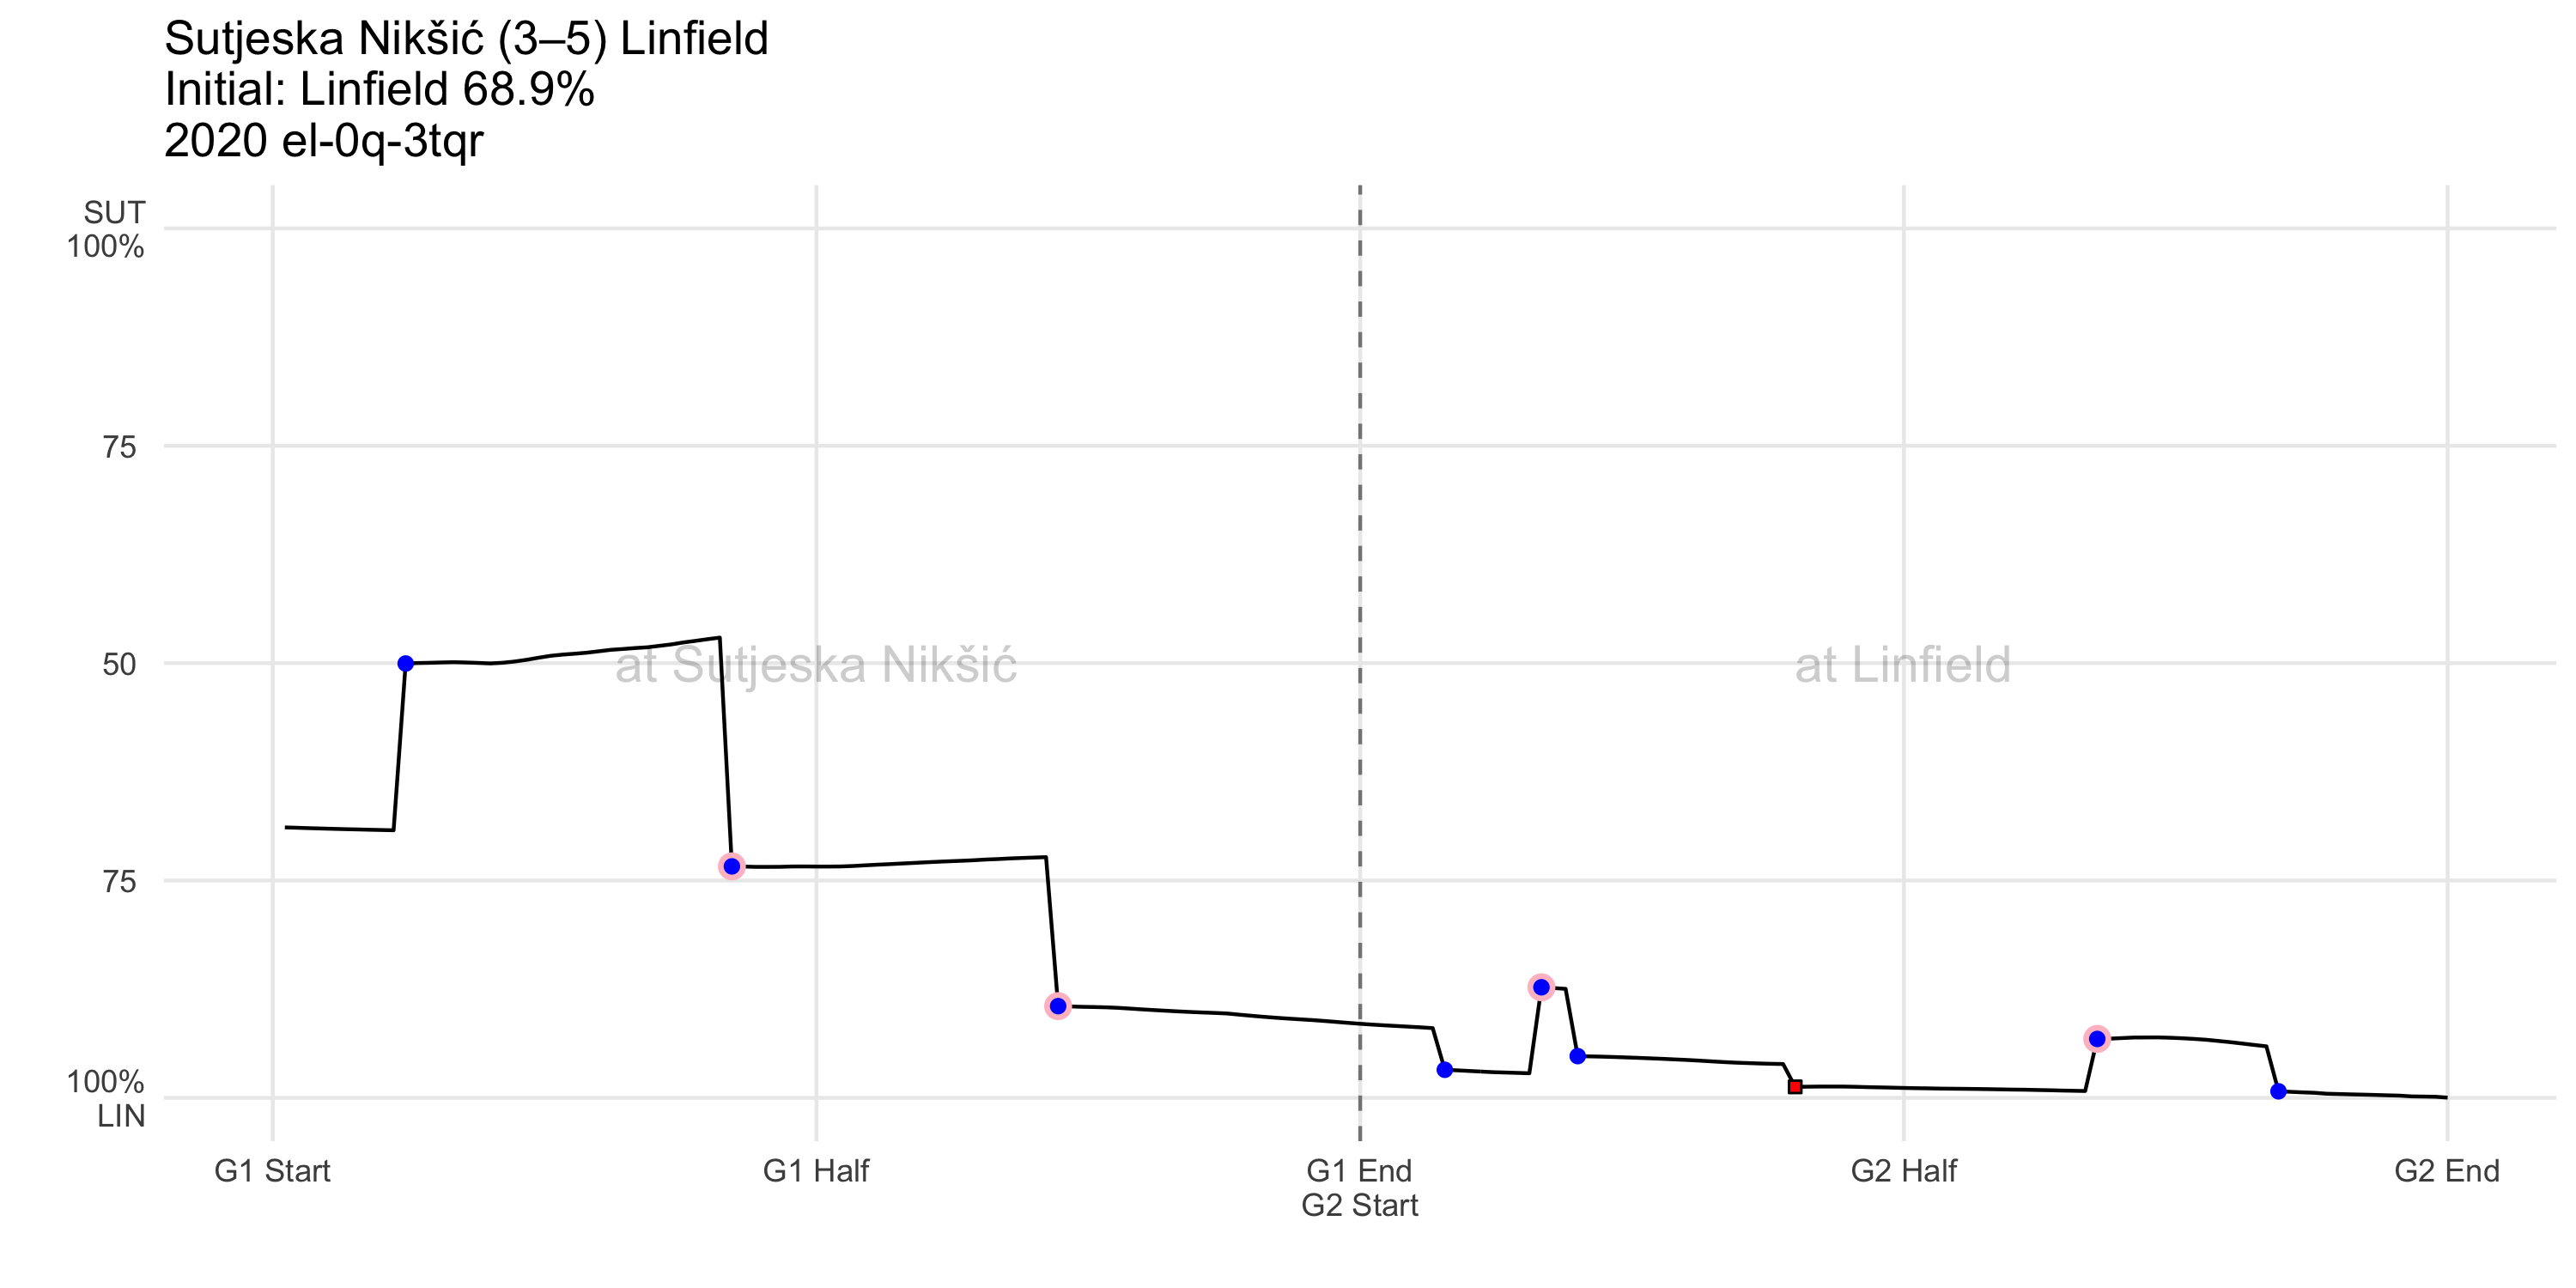 Sutjeska Nikšić (3–5) Linfield
Initial: Linfield 68.9%
2020 el-0q-3tqr
SUT
100%
75
50
75
100%
LIN
at Sutjeska Nikšić
at Linfield
G1 Start
G1 Half
G1 End
G2 Start
G2 Half
G2 End